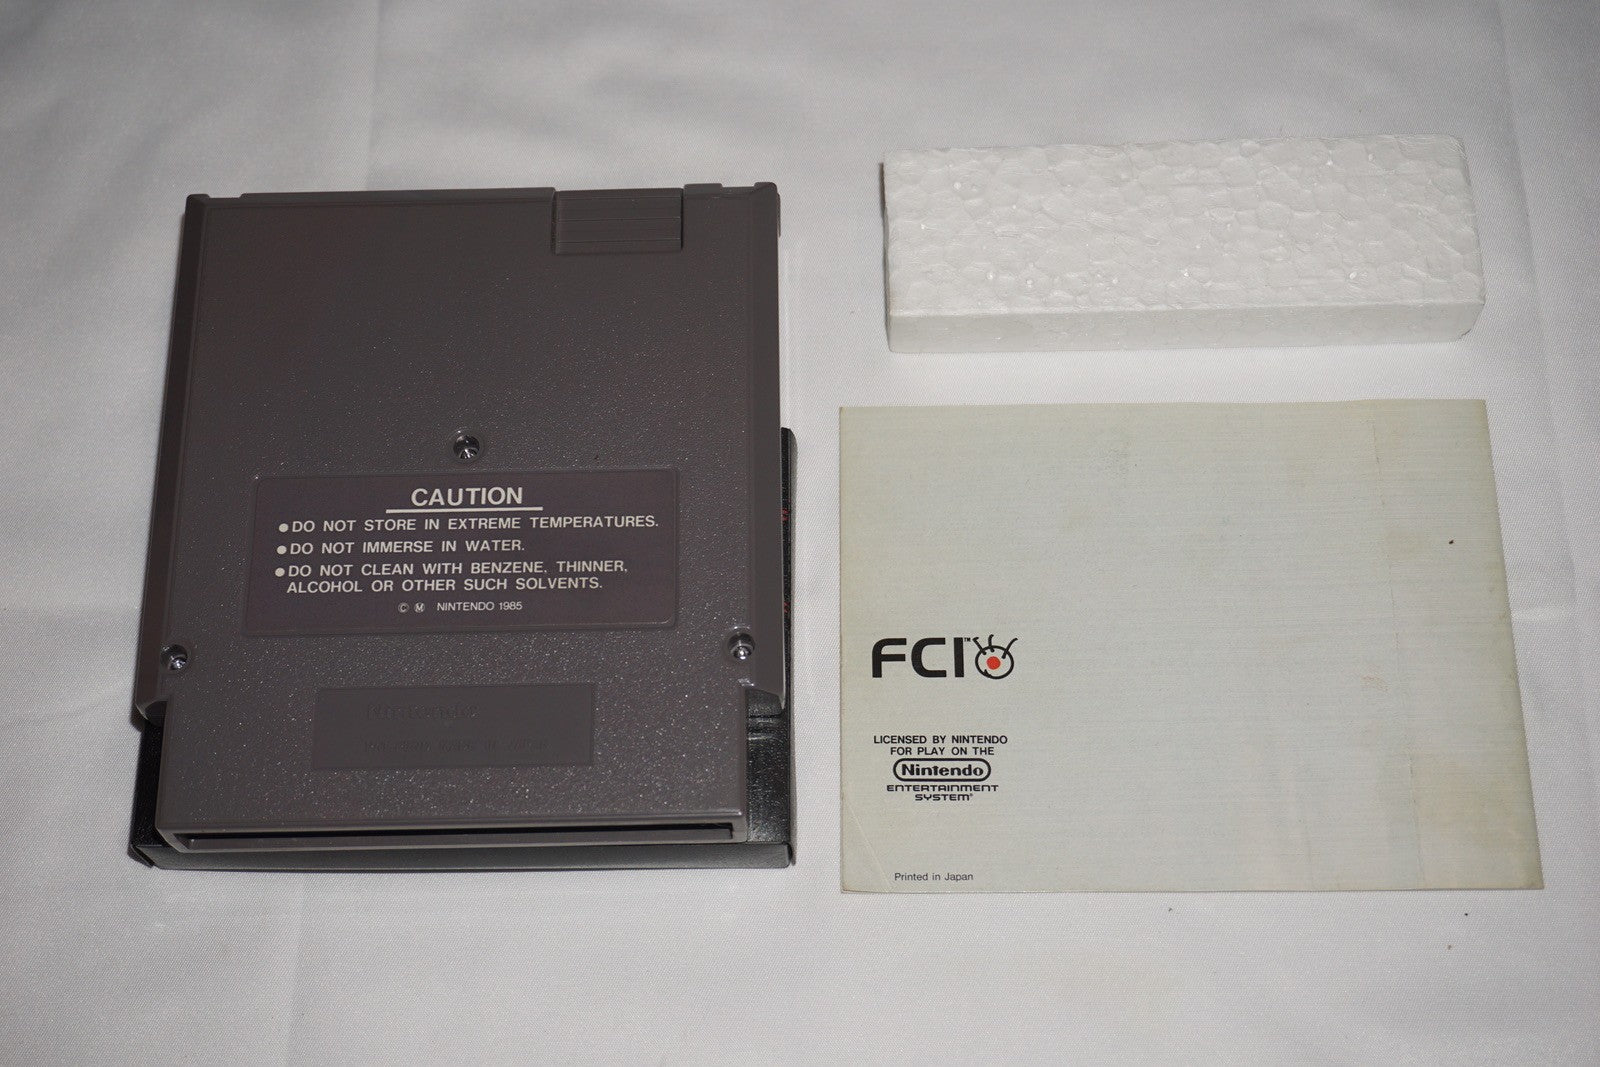 CAUTION
●DO NOT STORE IN EXTREME TEMPERATURES.
●DO NOT IMMERSE IN WATER.
●DO NOT CLEAN WITH BENZENE, THINNER,
ALCOHOL OR OTHER SUCH SOLVENTS.
Ⓒ Ⓜ NINTENDO 1985
Nintendo
FCI™
LICENSED BY NINTENDO
FOR PLAY ON THE
Nintendo
ENTERTAINMENT
SYSTEM®
Printed in Japan